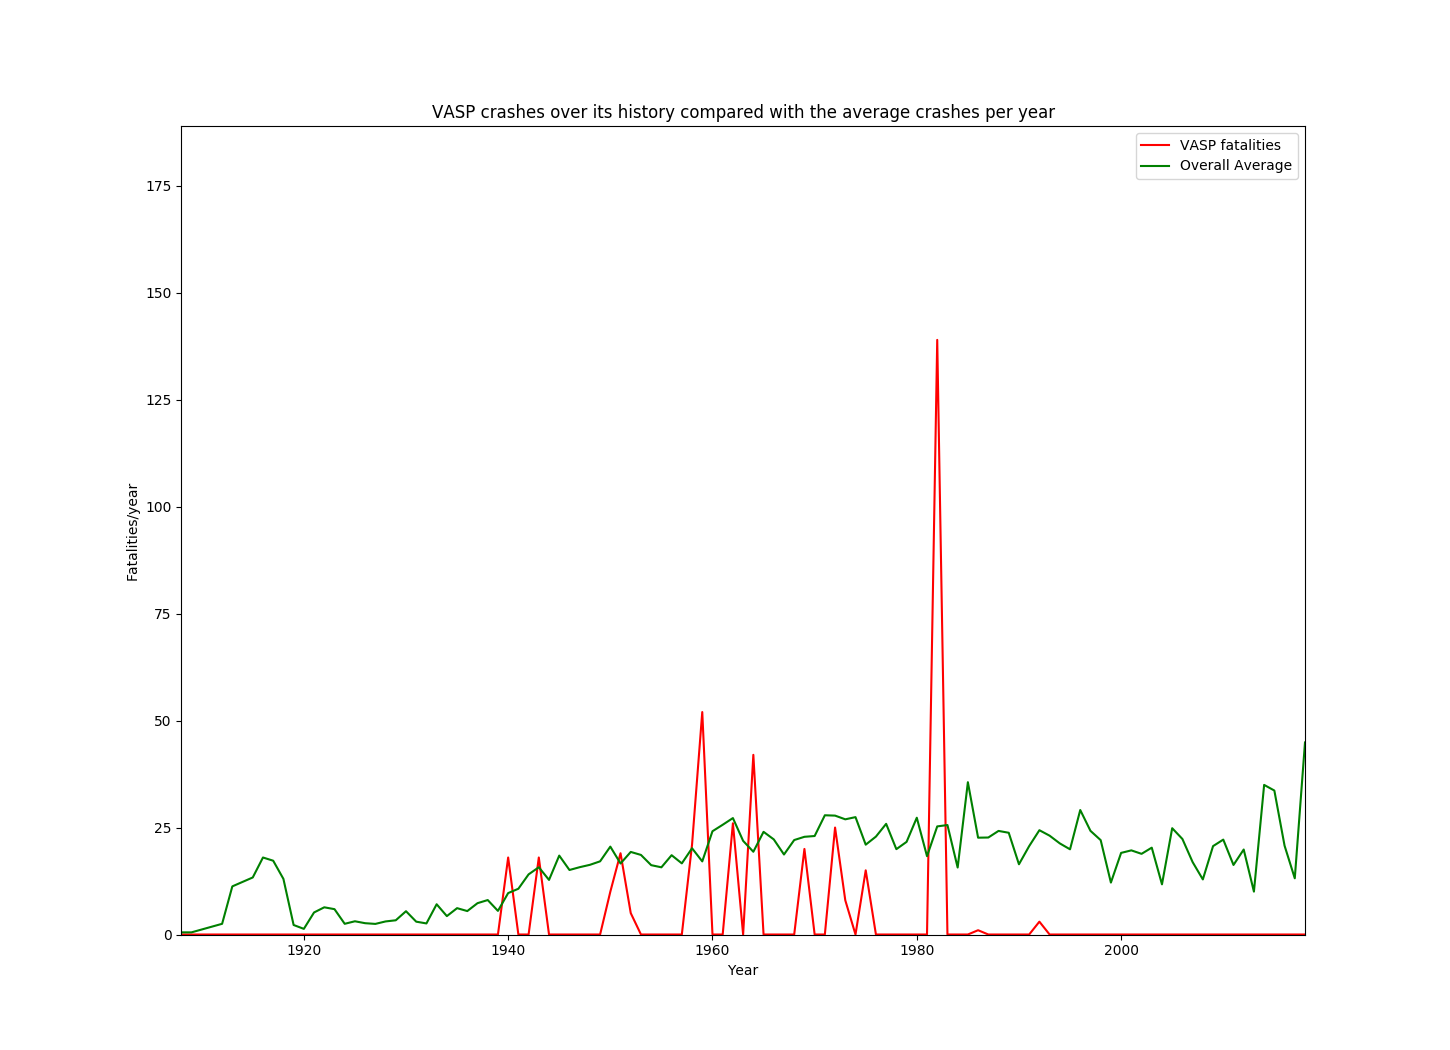 VASP crashes over its history compared with the average crashes per year
VASP fatalities
Overall Average
175
150
125
100
75
50
25
0
Fatalities/year
1920
1940
1960
1980
2000
Year